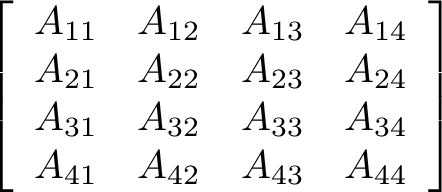 A₁₁ A₁₂ A₁₃ A₁₄
A₂₁ A₂₂ A₂₃ A₂₄
A₃₁ A₃₂ A₃₃ A₃₄
A₄₁ A₄₂ A₄₃ A₄₄